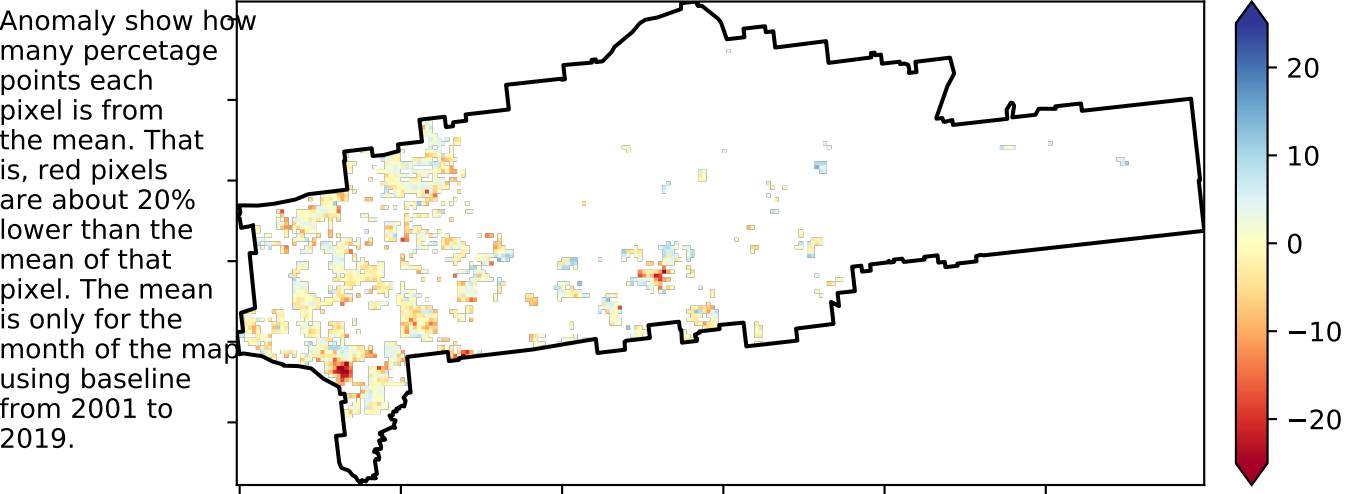 Anomaly show how
many percetage
points each
pixel is from
the mean. That
is, red pixels
are about 20%
lower than the
mean of that
pixel. The mean
is only for the
month of the map
using baseline
from 2001 to
2019.
20
10
0
−10
−20